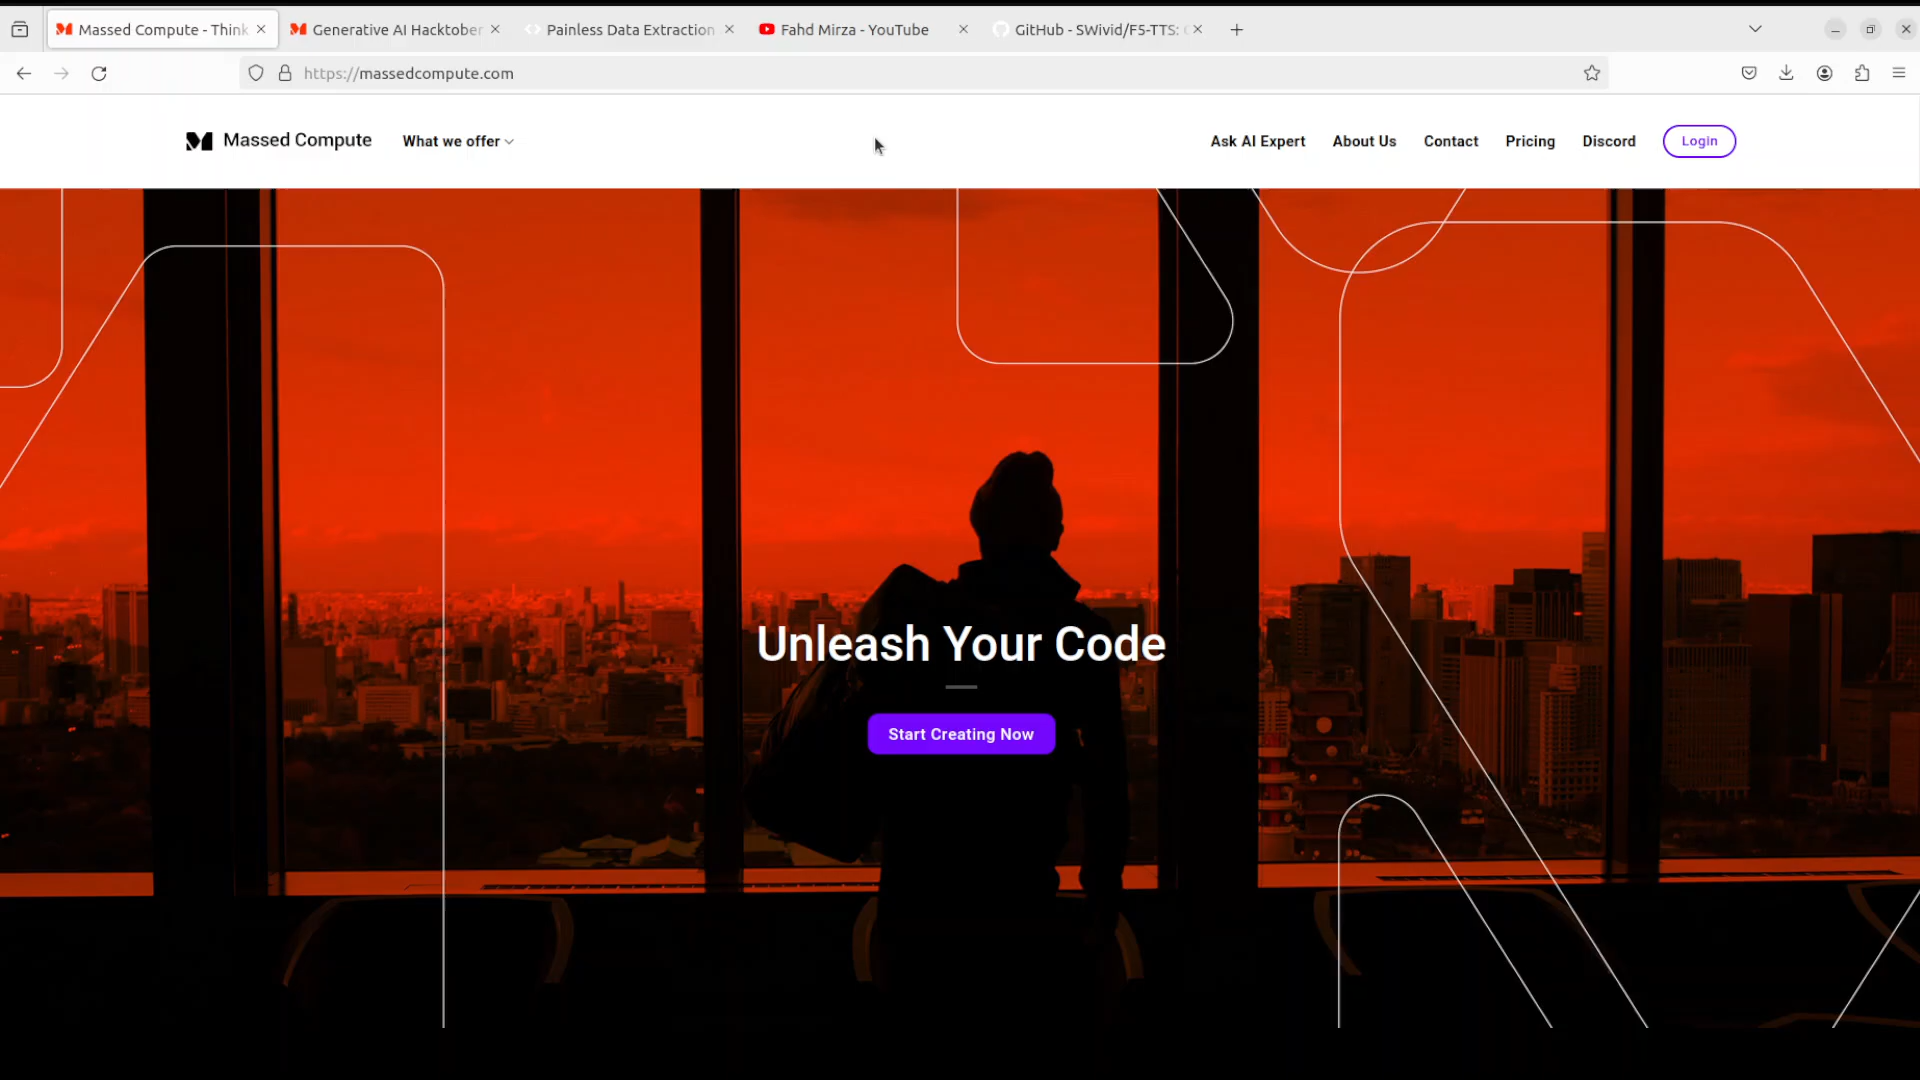 Massed Compute - Think
Generative AI Hacktober
Painless Data Extraction
Fahd Mirza - YouTube
GitHub - SWivid/F5-TTS:
https://massedcompute.com
Massed Compute
What we offer
Ask AI Expert
About Us
Contact
Pricing
Discord
Login
Unleash Your Code
Start Creating Now